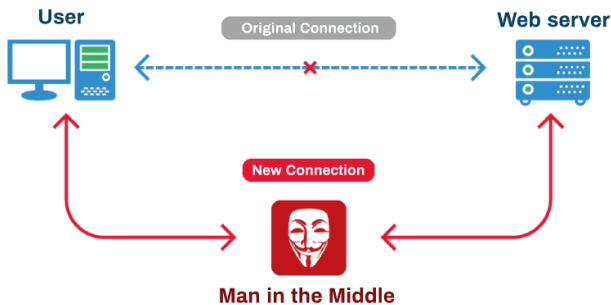 User
Web server
Original Connection
New Connection
Man in the Middle